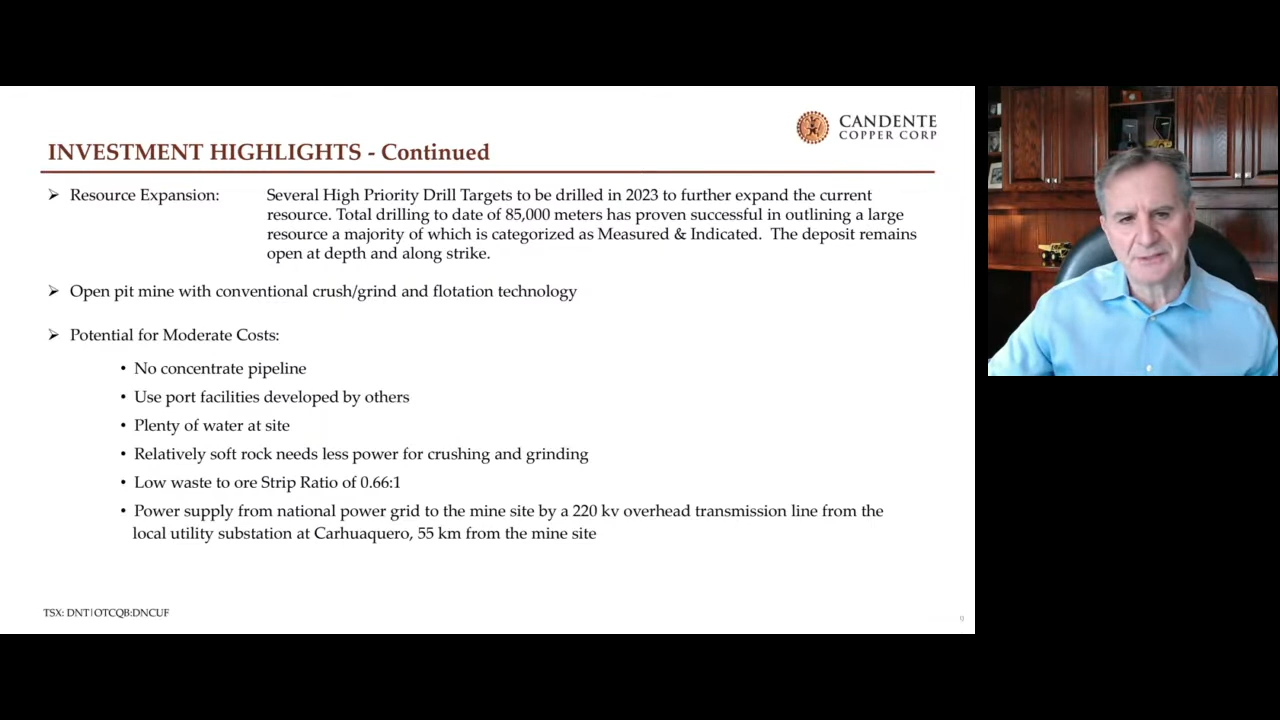 CANDENTE
COPPER CORP
INVESTMENT HIGHLIGHTS - Continued
➢ Resource Expansion: Several High Priority Drill Targets to be drilled in 2023 to further expand the current
resource. Total drilling to date of 85,000 meters has proven successful in outlining a large
resource a majority of which is categorized as Measured & Indicated. The deposit remains
open at depth and along strike.
➢ Open pit mine with conventional crush/grind and flotation technology
➢ Potential for Moderate Costs:
• No concentrate pipeline
• Use port facilities developed by others
• Plenty of water at site
• Relatively soft rock needs less power for crushing and grinding
• Low waste to ore Strip Ratio of 0.66:1
• Power supply from national power grid to the mine site by a 220 kv overhead transmission line from the
local utility substation at Carhuaquero, 55 km from the mine site
TSX: DNT|OTCQB:DNCUF